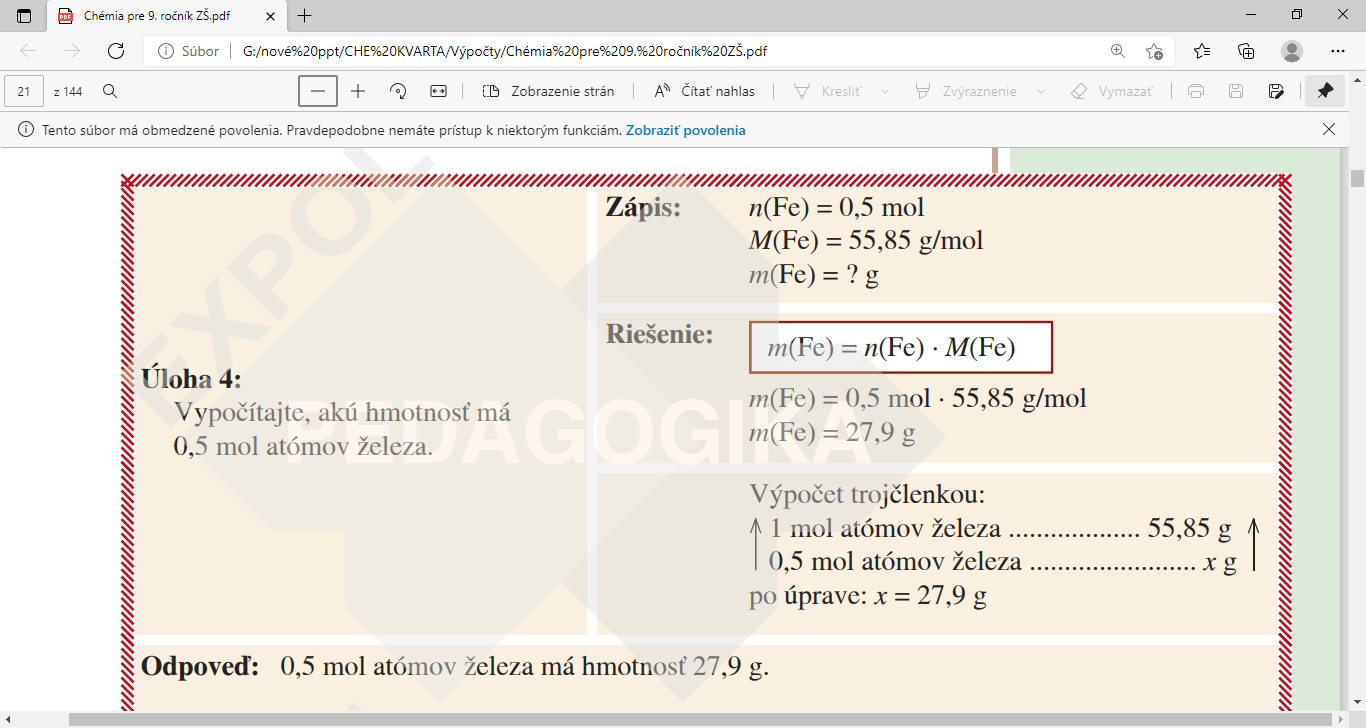 Chémia pre 9. ročník ZŠ.pdf
Súbor G:/nové%20ppt/CHE%20KVARTA/Výpočty/Chémia%20pre%209.%20ročník%20ZŠ.pdf
21 z 144 Zobrazenie strán Čítať nahlas Kresliť Zvýraznenie Vymazať
Tento súbor má obmedzené povolenia. Pravdepodobne nemáte prístup k niektorým funkciám. Zobraziť povolenia
EXPOL
PEDAGOGIKA
Úloha 4:
Vypočítajte, akú hmotnosť má
0,5 mol atómov železa.
Zápis: n(Fe) = 0,5 mol
M(Fe) = 55,85 g/mol
m(Fe) = ? g
Riešenie: m(Fe) = n(Fe) · M(Fe)
m(Fe) = 0,5 mol · 55,85 g/mol
m(Fe) = 27,9 g
Výpočet trojčlenkou:
1 mol atómov železa ................... 55,85 g
0,5 mol atómov železa ........................ x g
po úprave: x = 27,9 g
Odpoveď: 0,5 mol atómov železa má hmotnosť 27,9 g.